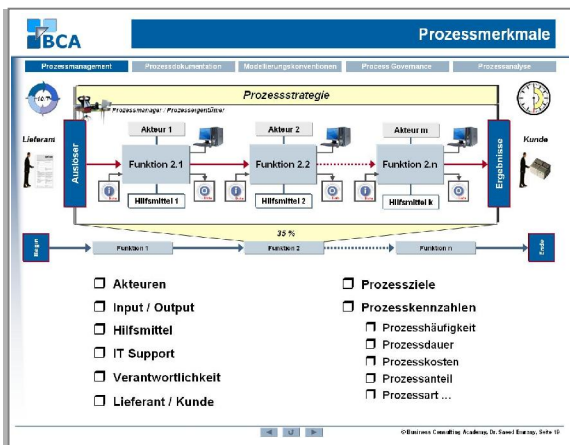 BCA
Prozessmerkmale
Prozessmanagement
Prozessdokumentation
Modellierungskonventionen
Process Governance
Prozessanalyse
Prozessstrategie
Prozessmanager / Prozesseigentümer
Lieferant
Kunde
Auslöser
Akteur 1
Akteur 2
Akteur m
Funktion 2.1
Funktion 2.2
Funktion 2.n
Ergebnisse
Hilfsmittel 1
Hilfsmittel 2
Hilfsmittel k
35 %
Funktion 1
Funktion 2
Funktion n
Ende
Akteuren
Input / Output
Hilfsmittel
IT Support
Verantwortlichkeit
Lieferant / Kunde
Prozessziele
Prozesskennzahlen
Prozesshäufigkeit
Prozessdauer
Prozesskosten
Prozessanteil
Prozessart ...
© Business Consulting Academy, Dr. Saeed Emamy, Seite 19